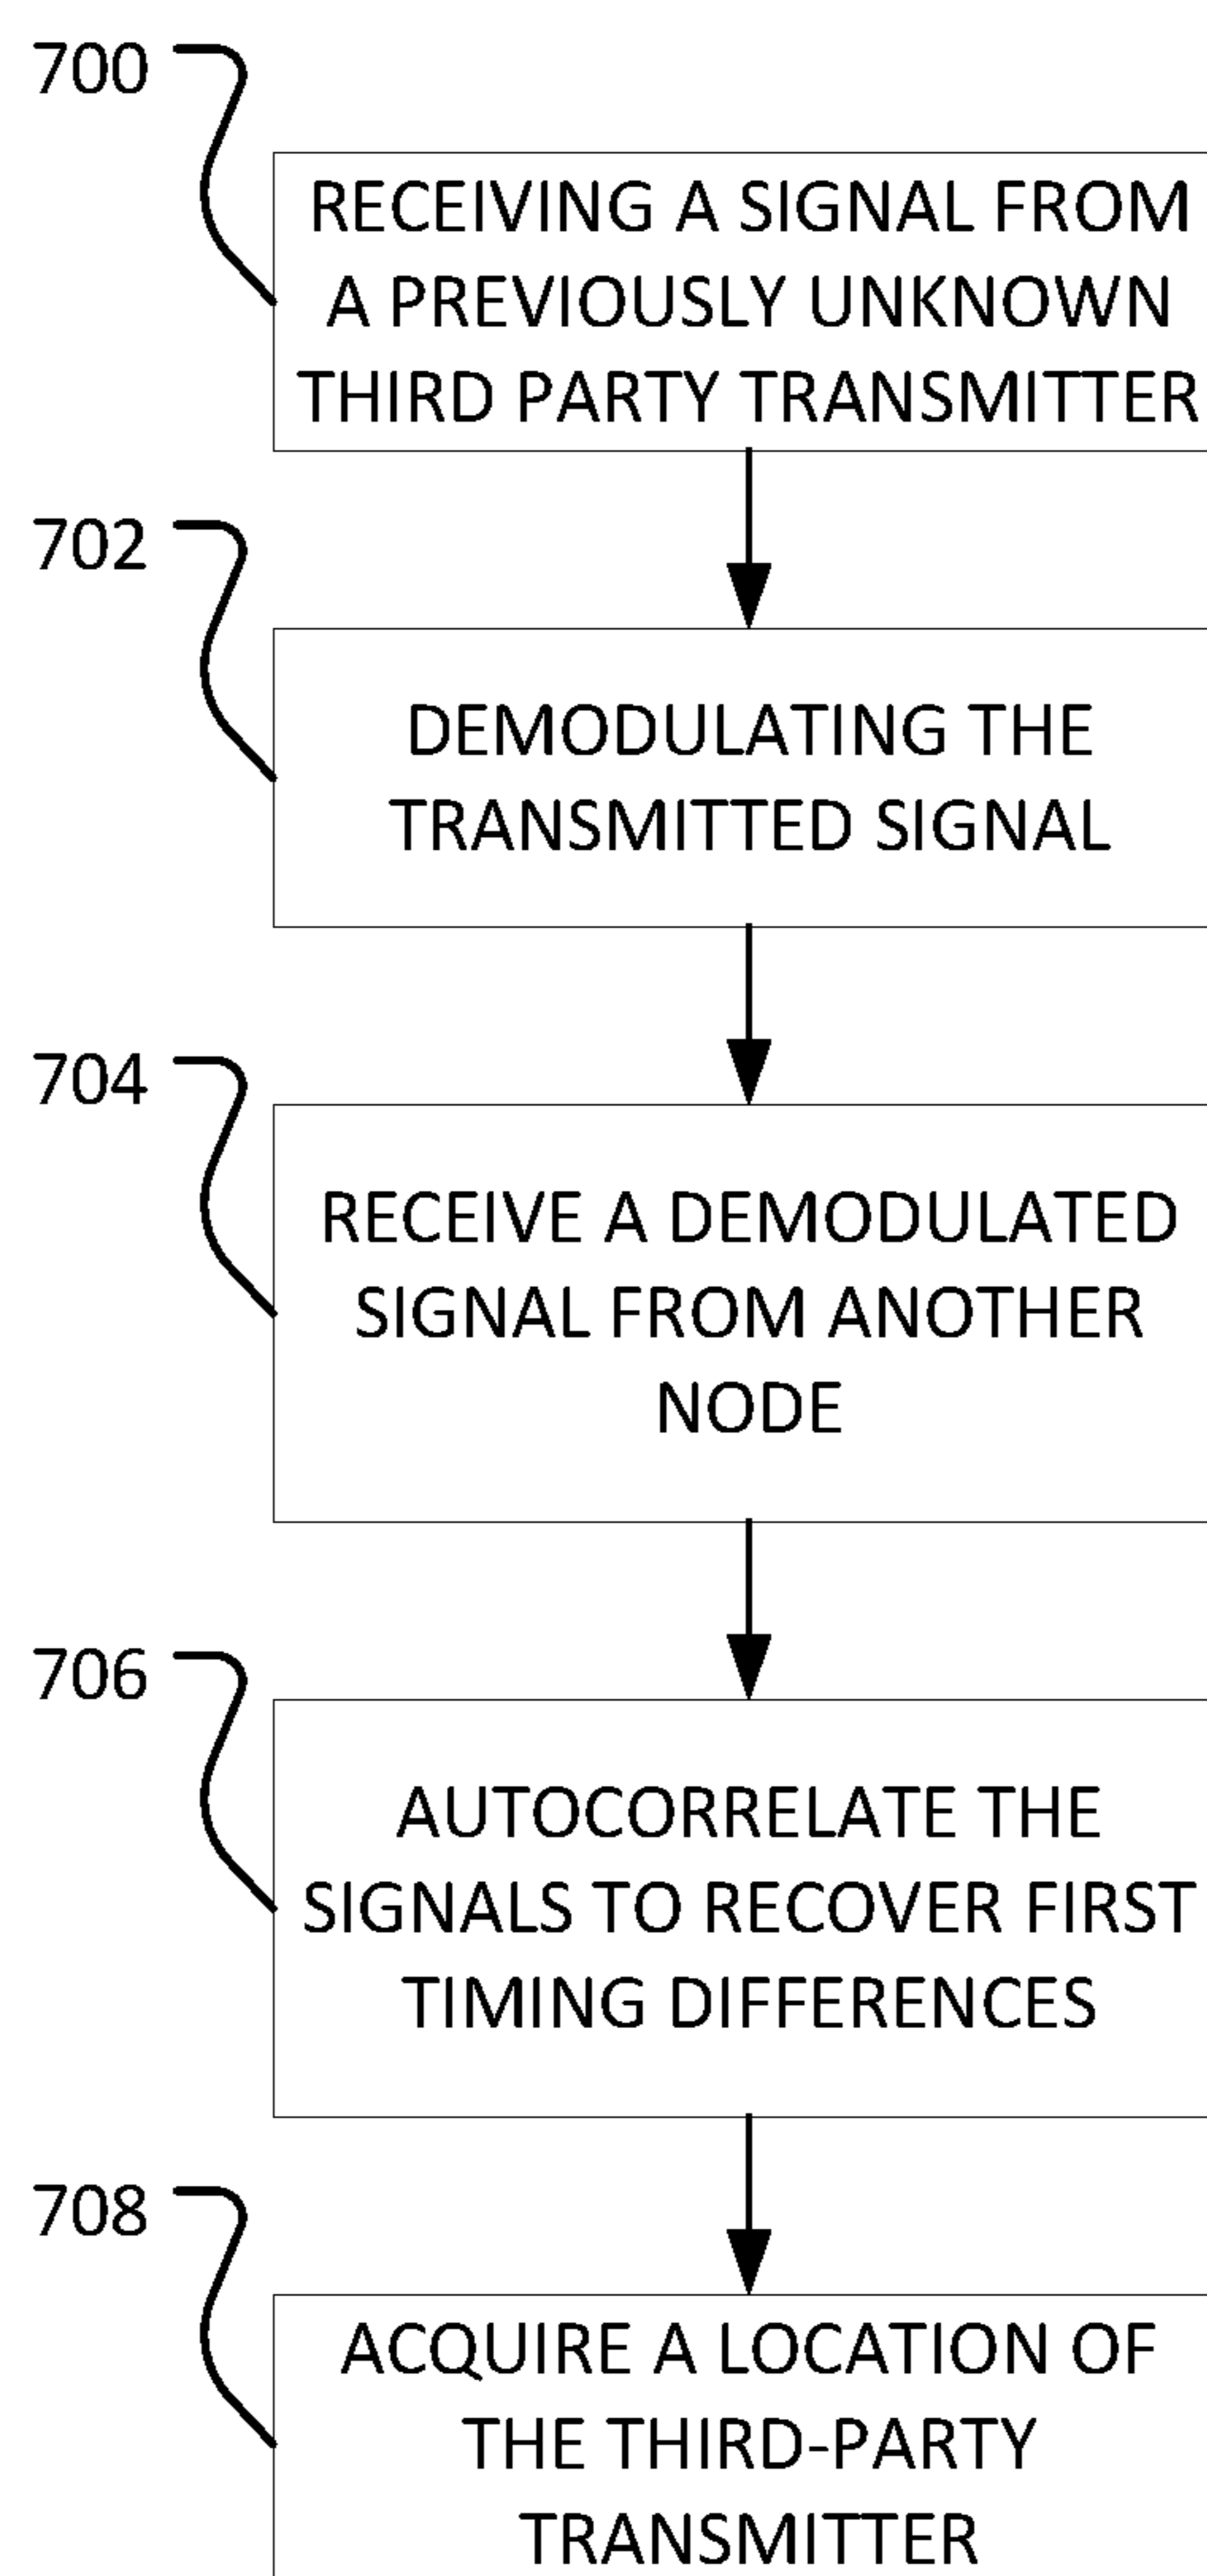 700
RECEIVING A SIGNAL FROM
A PREVIOUSLY UNKNOWN
THIRD PARTY TRANSMITTER
702
DEMODULATING THE
TRANSMITTED SIGNAL
704
RECEIVE A DEMODULATED
SIGNAL FROM ANOTHER
NODE
706
AUTOCORRELATE THE
SIGNALS TO RECOVER FIRST
TIMING DIFFERENCES
708
ACQUIRE A LOCATION OF
THE THIRD-PARTY
TRANSMITTER